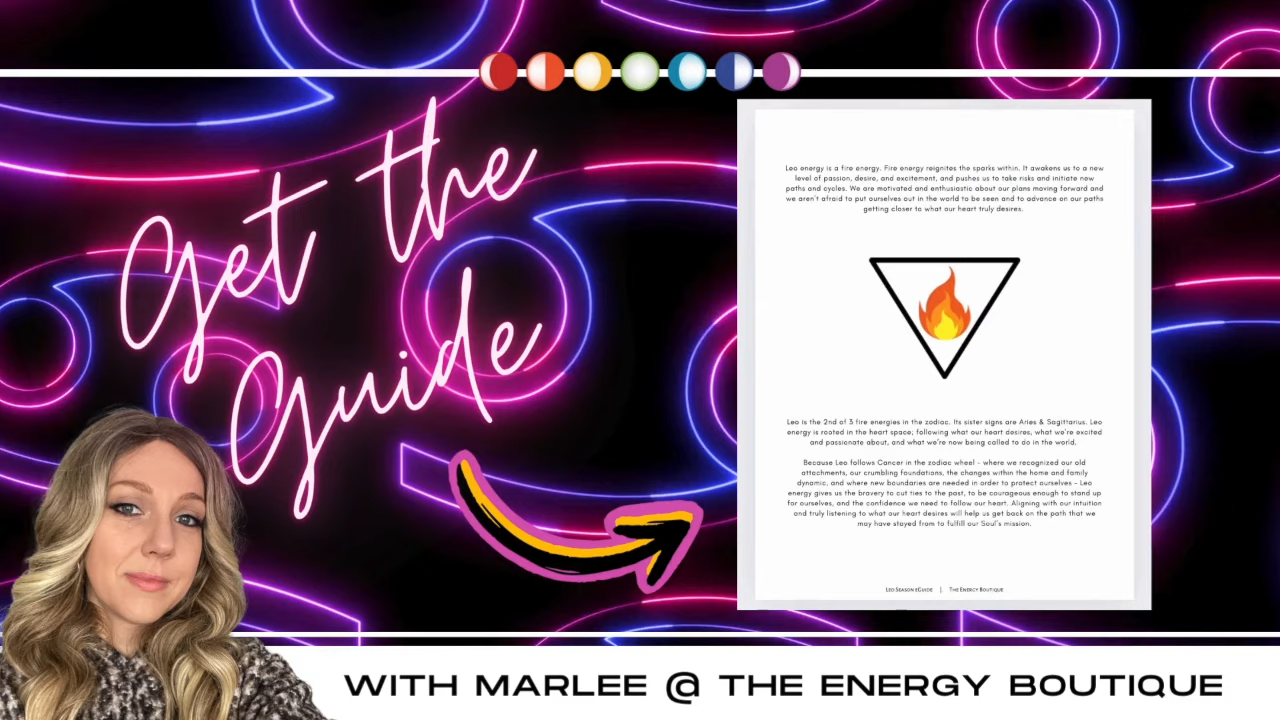 Get the
Guide
Leo energy is a fire energy. Fire energy reignites the sparks within. It awakens us to a new
level of passion, desire, and excitement, and pushes us to take risks and initiate new
paths and cycles. We are motivated and enthusiastic about our plans moving forward and
we aren't afraid to put ourselves out in the world to be seen and to advance on our paths
getting closer to what our heart truly desires.
Leo is the 2nd of 3 fire energies in the zodiac. Its sister signs are Aries & Sagittarius. Leo
energy is rooted in the heart space; following what our heart desires, what we're excited
and passionate about, and what we're now being called to do in the world.
Because Leo follows Cancer in the zodiac wheel - where we recognized our old
attachments, our crumbling foundations, the changes within the home and family
dynamic, and where new boundaries are needed in order to protect ourselves - Leo
energy gives us the bravery to cut ties to the past, to be courageous enough to stand up
for ourselves, and the confidence we need to follow our heart. Aligning with our intuition
and truly listening to what our heart desires will help us get back on the path that we
may have stayed from to fulfill our Soul's mission.
Leo Season eGuide | The Energy Boutique
WITH MARLEE @ THE ENERGY BOUTIQUE